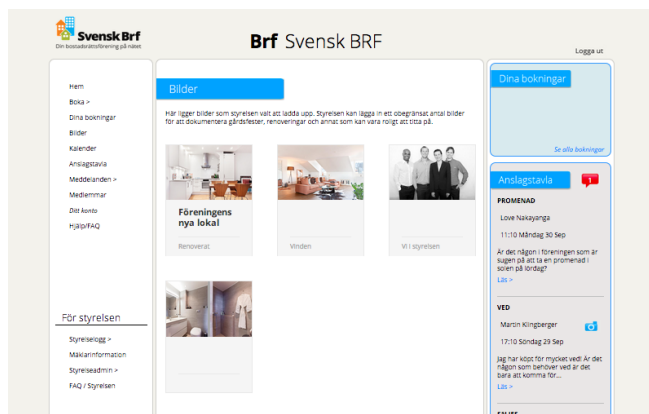 Svensk Brf
Din bostadsrättsförening på nätet
Brf Svensk BRF
Logga ut
Hem
Boka >
Dina bokningar
Bilder
Kalender
Anslagstavla
Meddelanden >
Medlemmar
Ditt konto
Hjälp/FAQ
För styrelsen
Styrelselogg >
Mäklarinformation
Styrelseadmin >
FAQ / Styrelsen
Bilder
Här ligger bilder som styrelsen valt att ladda upp. Styrelsen kan lägga in ett obegränsat antal bilder
för att dokumentera gårdsfester, renoveringar och annat som kan vara roligt att titta på.
Föreningens
nya lokal
Renoverat
Vinden
Vi i styrelsen
Dina bokningar
Se alla bokningar
Anslagstavla
1
PROMENAD
Love Nakayanga
11:10 Måndag 30 Sep
Är det någon i föreningen som är
sugen på att ta en promenad i
solen på lördag?
Läs >
VED
Martin Klingberger
17:10 Söndag 29 Sep
Jag har köpt för mycket ved! Är det
någon som behöver ved är det
bara att komma för...
Läs >